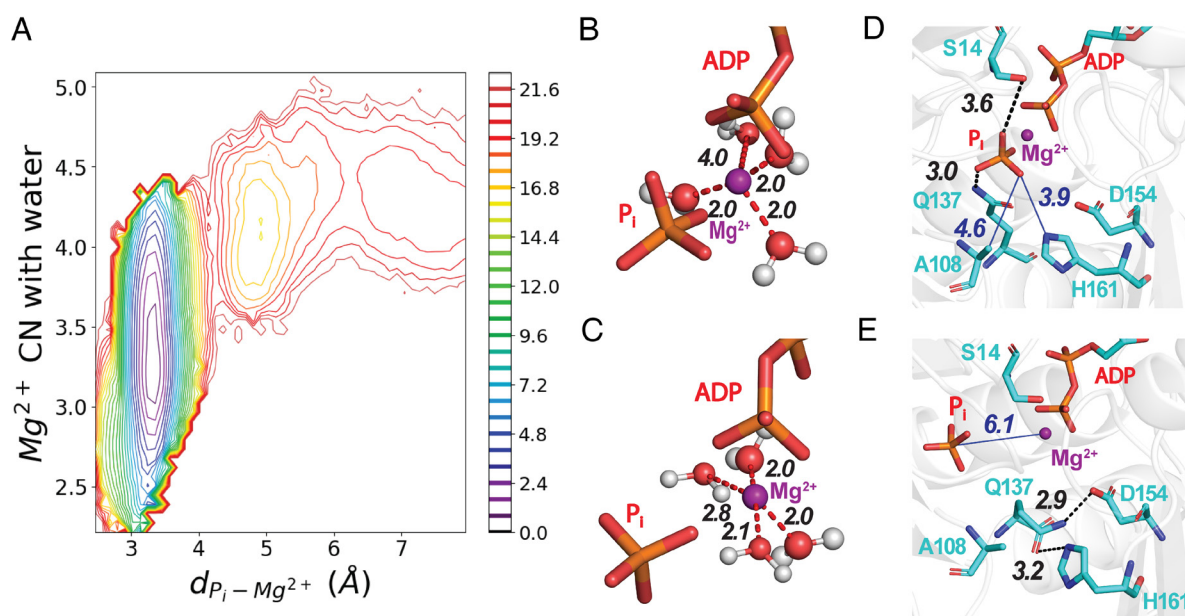 A
Mg²⁺ CN with water
5.0
4.5
4.0
3.5
3.0
2.5
3
4
5
6
7
d_{P_i – Mg²⁺} (Å)
21.6
19.2
16.8
14.4
12.0
9.6
7.2
4.8
2.4
0.0
B
ADP
4.0
2.0
2.0
2.0
Pᵢ
Mg²⁺
C
ADP
2.0
Mg²⁺
2.8
2.1
2.0
Pᵢ
D
S14
ADP
3.6
Pᵢ
Mg²⁺
3.0
3.9
Q137
D154
4.6
A108
H161
E
S14
ADP
Pᵢ
6.1
Mg²⁺
Q137
2.9
D154
A108
3.2
H161